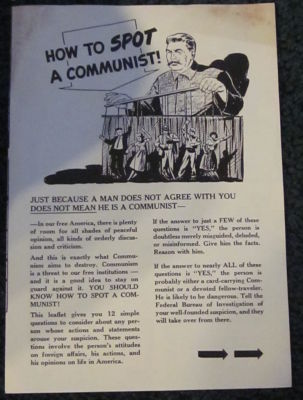 HOW TO SPOT
A COMMUNIST!
JUST BECAUSE A MAN DOES NOT AGREE WITH YOU
DOES NOT MEAN HE IS A COMMUNIST—
—In our free America, there is plenty
of room for all shades of peaceful
opinion, all kinds of orderly discus-
sion and criticism.
And this is exactly what Commu-
nism aims to destroy. Communism
is a threat to our free institutions —
and it is a good idea to stay on
guard against it. YOU SHOULD
KNOW HOW TO SPOT A COM-
MUNIST!
This leaflet gives you 12 simple
questions to consider about any per-
son whose actions and statements
arouse your suspicion. These ques-
tions involve the person's attitudes
on foreign affairs, his actions, and
his opinions on life in America.
If the answer to just a FEW of these
questions is "YES," the person is
doubtless merely misguided, deluded,
or misinformed. Give him the facts.
Reason with him.
If the answer to nearly ALL of these
questions is "YES," the person is
probably either a card-carrying Com-
munist or a devoted fellow-traveler.
He is likely to be dangerous. Tell the
Federal Bureau of Investigation of
your well-founded suspicion, and they
will take over from there.